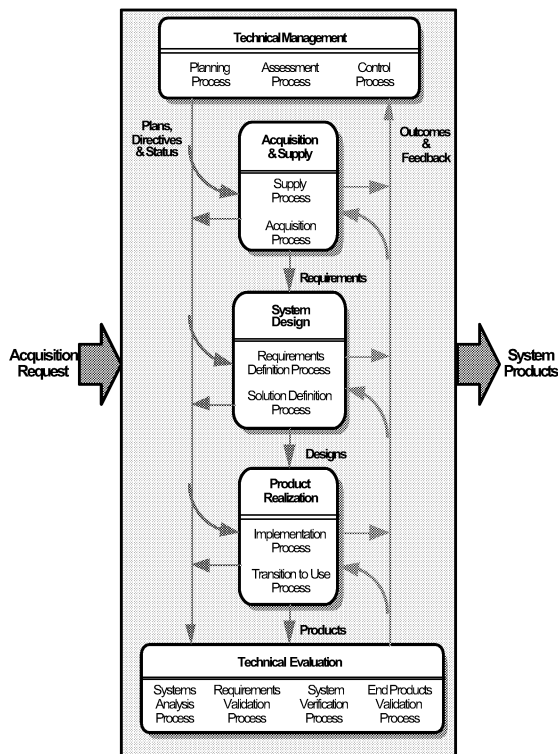 Technical Management
Planning
Process
Assessment
Process
Control
Process
Plans,
Directives
& Status
Outcomes
&
Feedback
Acquisition
& Supply
Supply
Process
Acquisition
Process
Requirements
System
Design
Requirements
Definition Process
Solution Definition
Process
Acquisition
Request
System
Products
Designs
Product
Realization
Implementation
Process
Transition to Use
Process
Products
Technical Evaluation
Systems
Analysis
Process
Requirements
Validation
Process
System
Verification
Process
End Products
Validation
Process